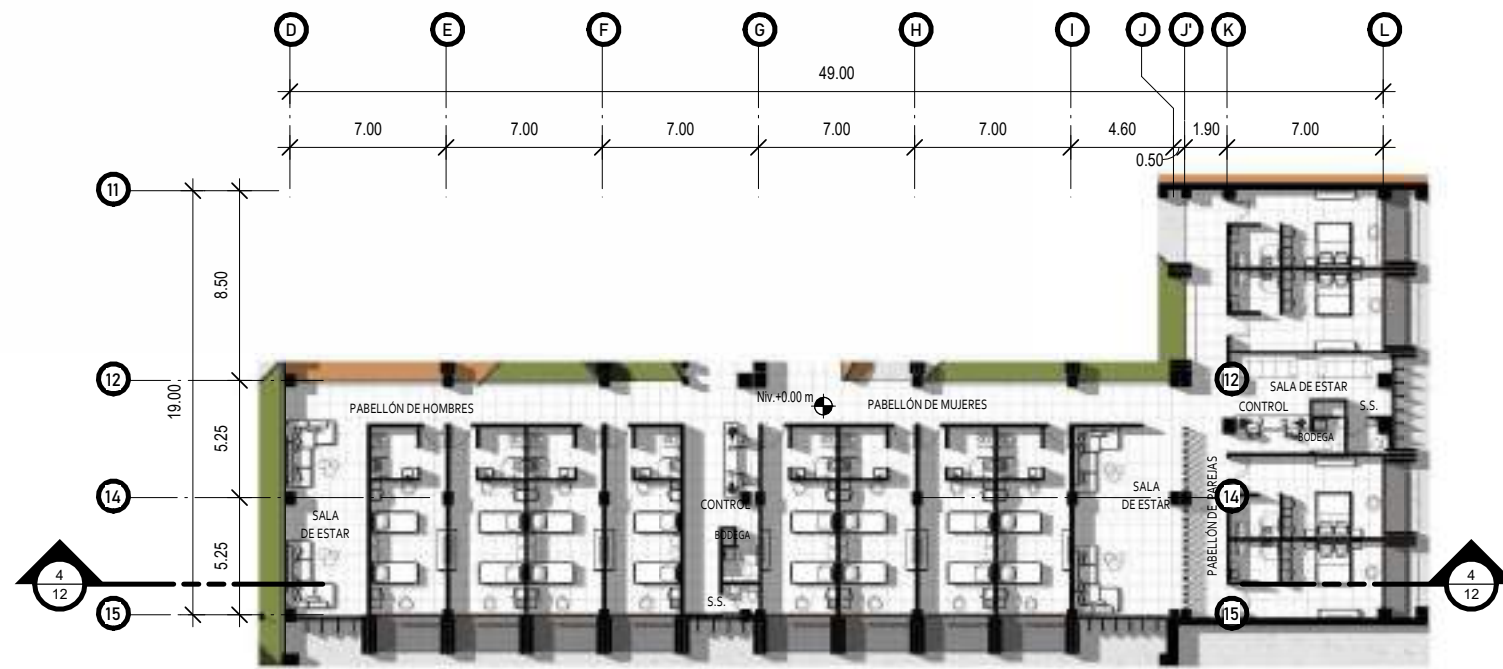 D E F G H I J J' K L
49.00
7.00 7.00 7.00 7.00 7.00 4.60 1.90 7.00
0.50
11
8.50
12
19.00
12
SALA DE ESTAR
PABELLÓN DE HOMBRES
Niv.+0.00 m
PABELLÓN DE MUJERES
CONTROL
S.S.
BODEGA
5.25
PABELLÓN DE PAREJAS
14
CONTROL
SALA
DE ESTAR
14
SALA
DE ESTAR
BODEGA
5.25
4
12
4
12
S.S.
15
15